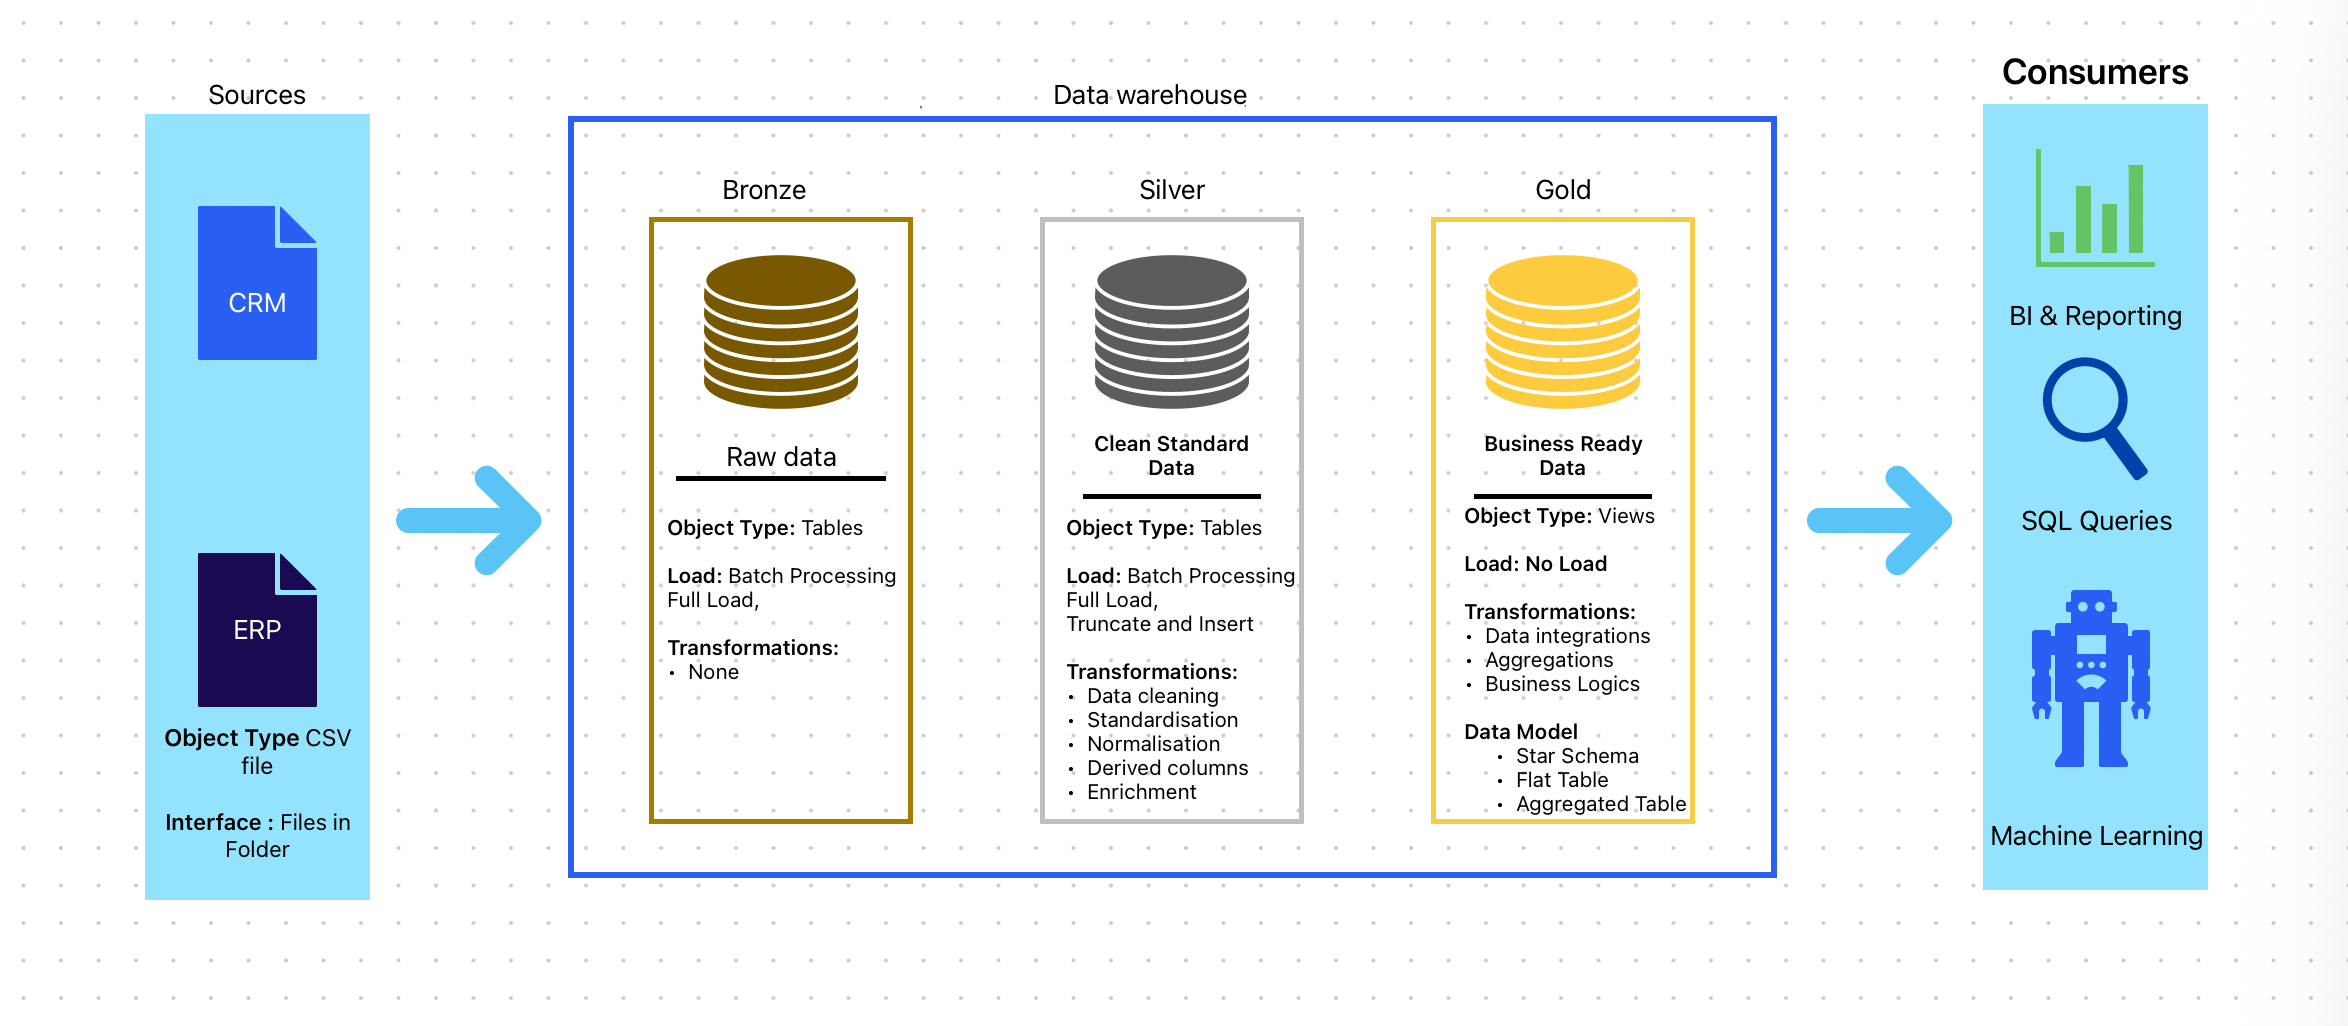 Sources
CRM
ERP
Object Type CSV
file
Interface : Files in
Folder
Data warehouse
Bronze
Raw data
Object Type: Tables
Load: Batch Processing
Full Load,
Transformations:
• None
Silver
Clean Standard
Data
Object Type: Tables
Load: Batch Processing
Full Load,
Truncate and Insert
Transformations:
• Data cleaning
• Standardisation
• Normalisation
• Derived columns
• Enrichment
Gold
Business Ready
Data
Object Type: Views
Load: No Load
Transformations:
• Data integrations
• Aggregations
• Business Logics
Data Model
• Star Schema
• Flat Table
• Aggregated Table
Consumers
BI & Reporting
SQL Queries
Machine Learning